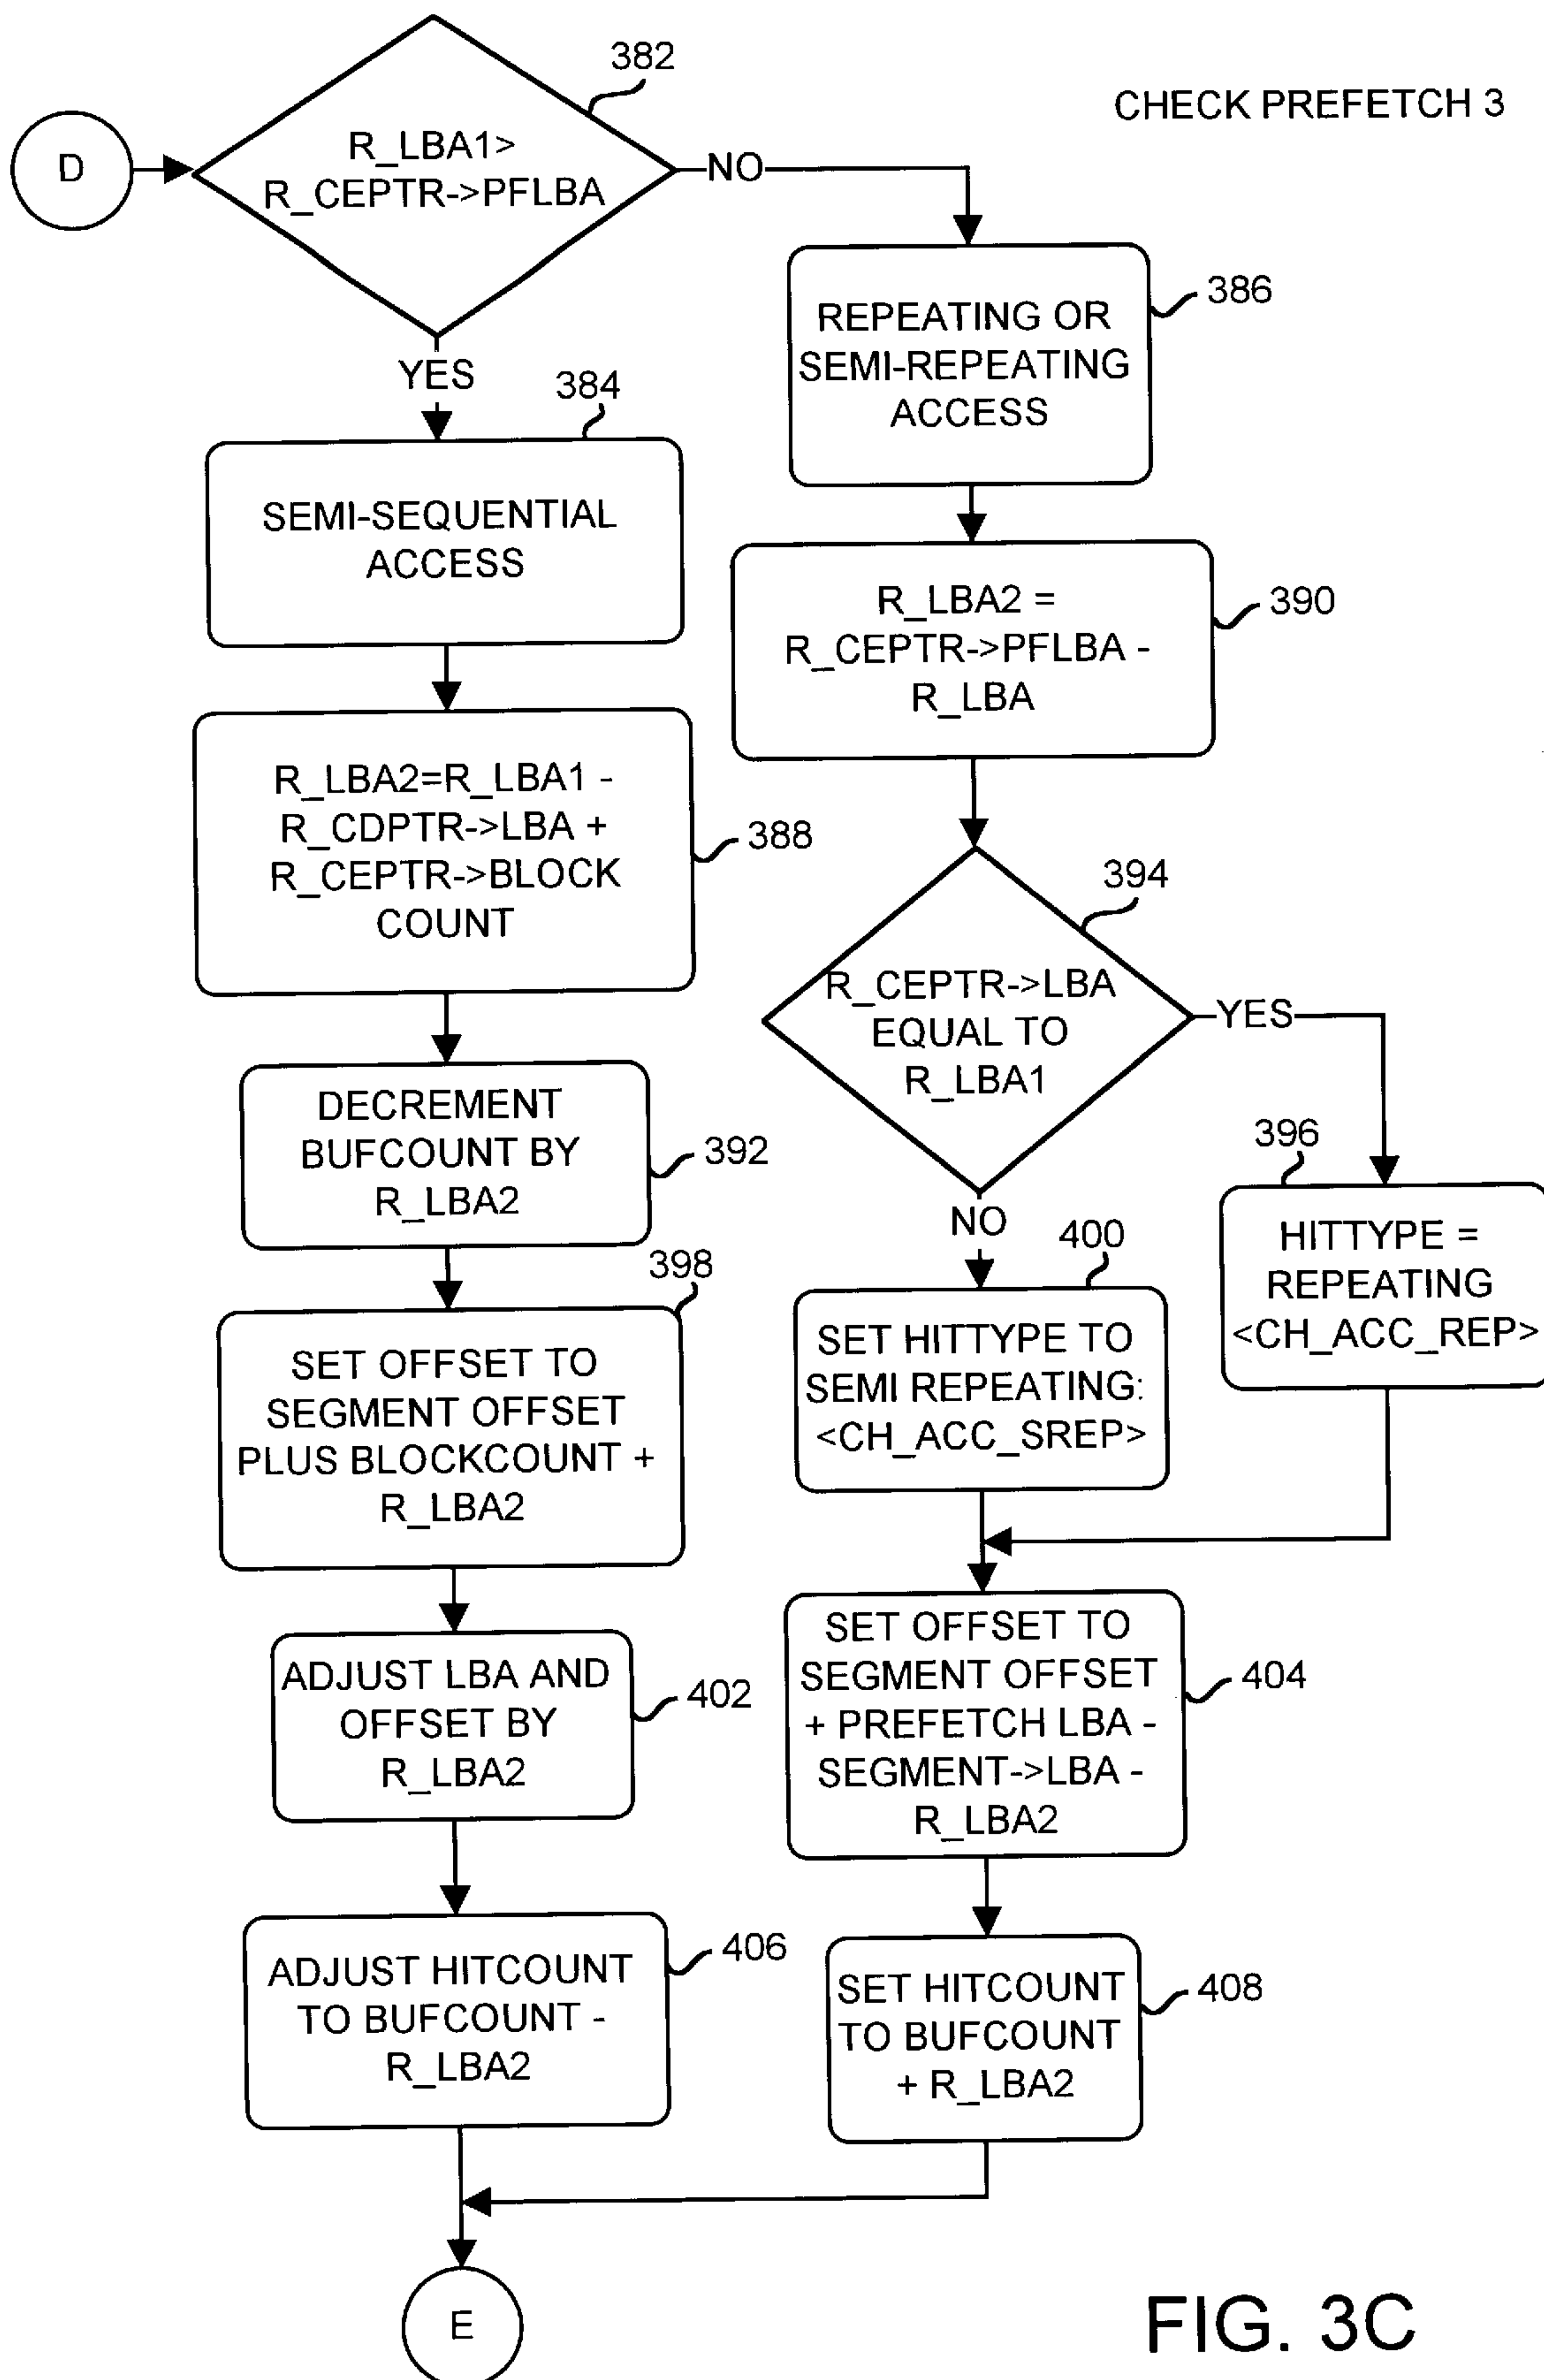 CHECK PREFETCH 3
D
382
R_LBA1>
R_CEPTR->PFLBA
NO
YES
384
SEMI-SEQUENTIAL
ACCESS
388
R_LBA2=R_LBA1 -
R_CDPTR->LBA +
R_CEPTR->BLOCK
COUNT
392
DECREMENT
BUFCOUNT BY
R_LBA2
398
SET OFFSET TO
SEGMENT OFFSET
PLUS BLOCKCOUNT +
R_LBA2
402
ADJUST LBA AND
OFFSET BY
R_LBA2
406
ADJUST HITCOUNT
TO BUFCOUNT -
R_LBA2
386
REPEATING OR
SEMI-REPEATING
ACCESS
390
R_LBA2 =
R_CEPTR->PFLBA -
R_LBA
394
R_CEPTR->LBA
EQUAL TO
R_LBA1
YES
396
HITTYPE =
REPEATING
<CH_ACC_REP>
NO
400
SET HITTYPE TO
SEMI REPEATING:
<CH_ACC_SREP>
404
SET OFFSET TO
SEGMENT OFFSET
+ PREFETCH LBA -
SEGMENT->LBA -
R_LBA2
408
SET HITCOUNT
TO BUFCOUNT
+ R_LBA2
E
FIG. 3C